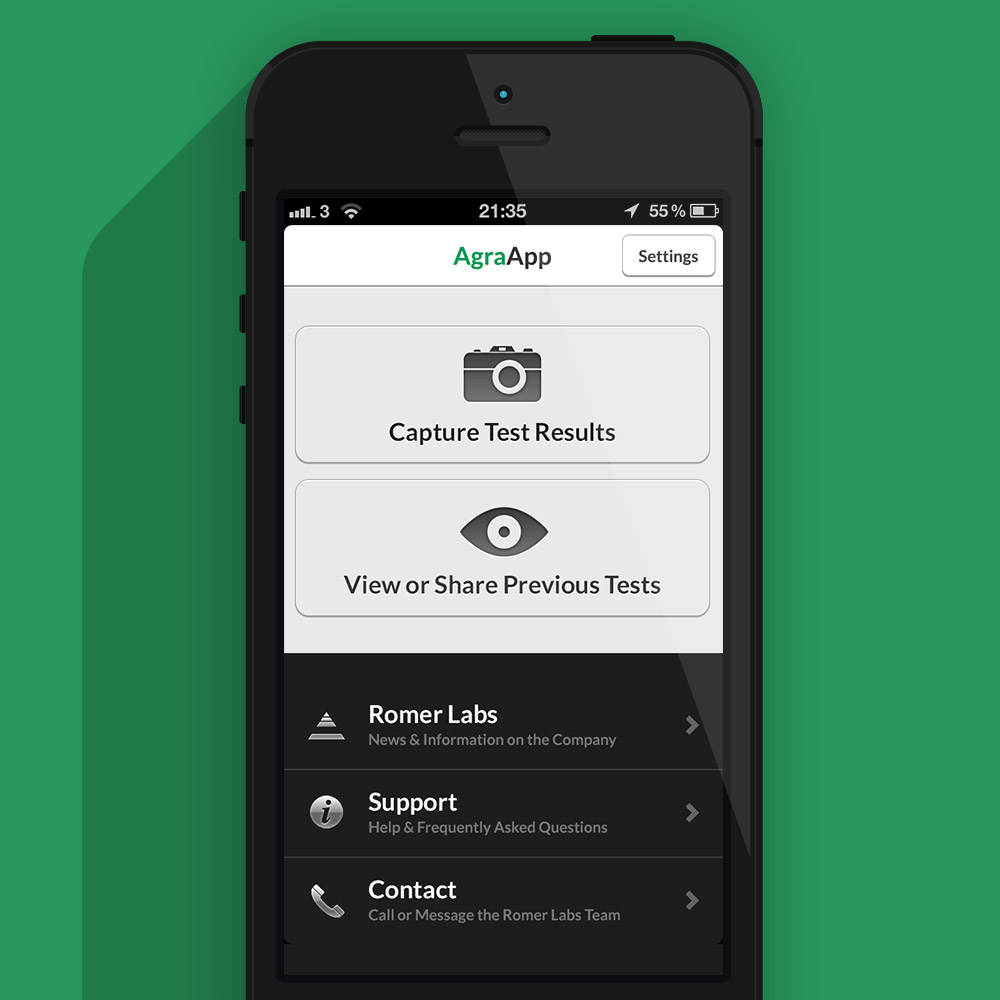 3 21:35 55%
AgraApp Settings
Capture Test Results
View or Share Previous Tests
Romer Labs
News & Information on the Company
Support
Help & Frequently Asked Questions
Contact
Call or Message the Romer Labs Team